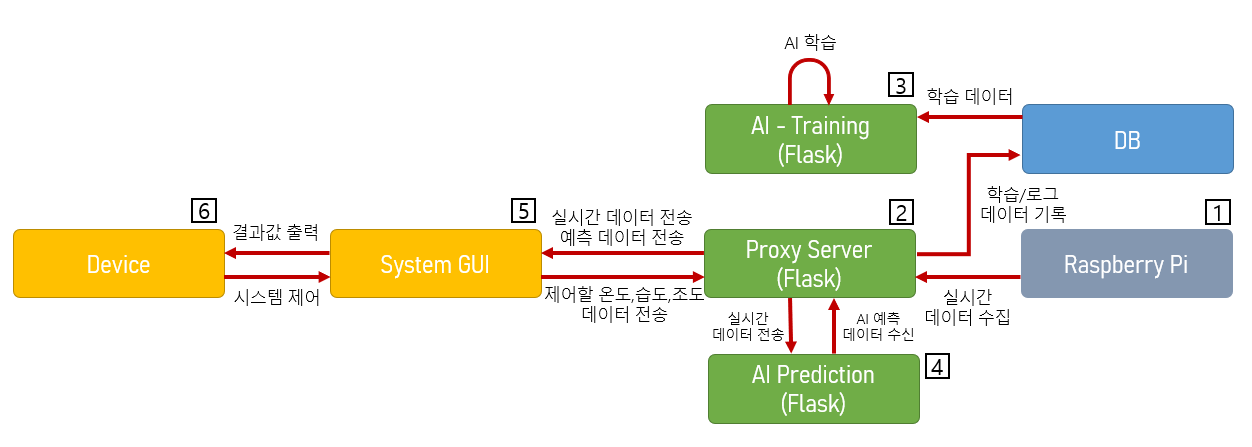 AI 학습
3
학습 데이터
AI - Training
(Flask)
DB
학습/로그
데이터 기록
6
결과값 출력
5
실시간 데이터 전송
예측 데이터 전송
2
1
Device
System GUI
Proxy Server
(Flask)
Raspberry Pi
시스템 제어
제어할 온도,습도,조도
데이터 전송
실시간
데이터 전송
AI 예측
데이터 수신
실시간
데이터 수집
4
AI Prediction
(Flask)